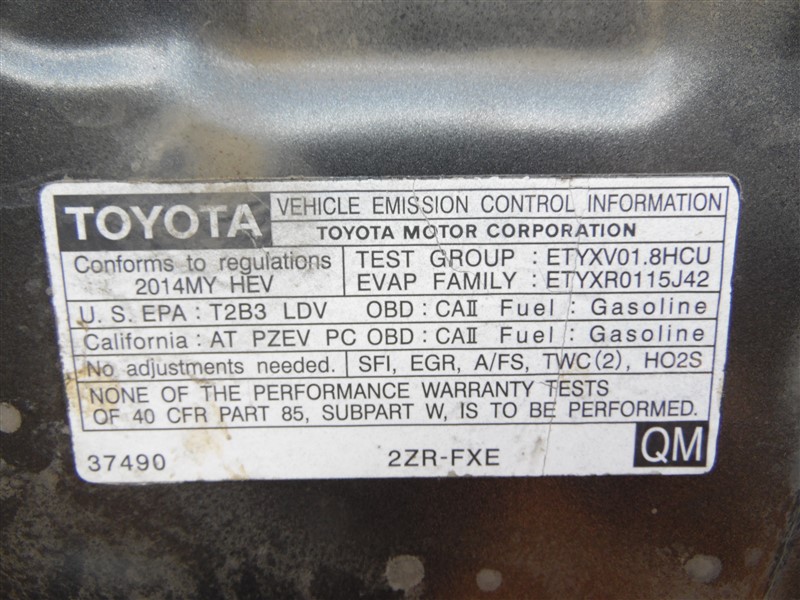 TOYOTA VEHICLE EMISSION CONTROL INFORMATION
TOYOTA MOTOR CORPORATION
Conforms to regulations
2014MY HEV
TEST GROUP : ETYXV01.8HCU
EVAP FAMILY : ETYXR0115J42
U.S. EPA : T2B3 LDV OBD : CAⅡ Fuel : Gasoline
California : AT PZEV PC OBD : CAⅡ Fuel : Gasoline
No adjustments needed. SFI, EGR, A/FS, TWC(2), HO2S
NONE OF THE PERFORMANCE WARRANTY TESTS
OF 40 CFR PART 85, SUBPART W, IS TO BE PERFORMED.
37490 2ZR-FXE QM